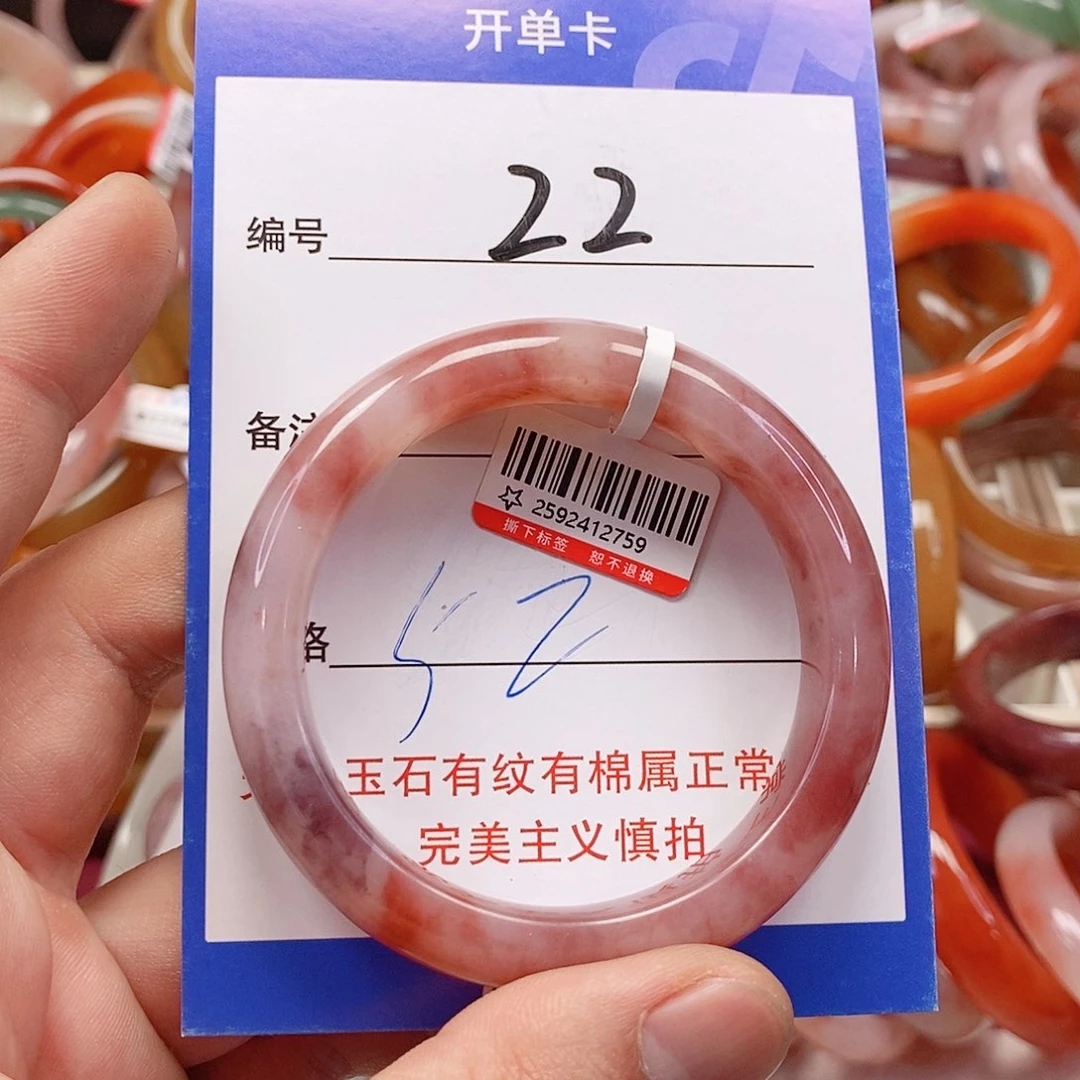 开单卡
编号 22
备注
2592412759
撕下标签 恕不退换
格 52
玉石有纹有棉属正常
完美主义慎拍